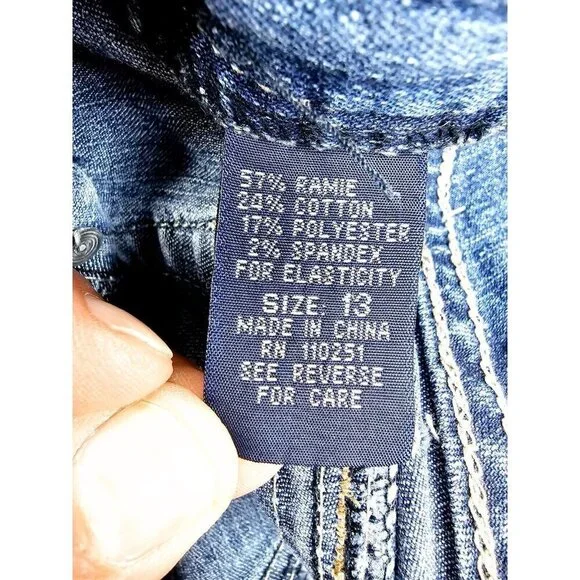 57% RAMIE
24% COTTON
17% POLYESTER
2% SPANDEX
FOR ELASTICITY
SIZE: 13
MADE IN CHINA
RN 110251
SEE REVERSE
FOR CARE